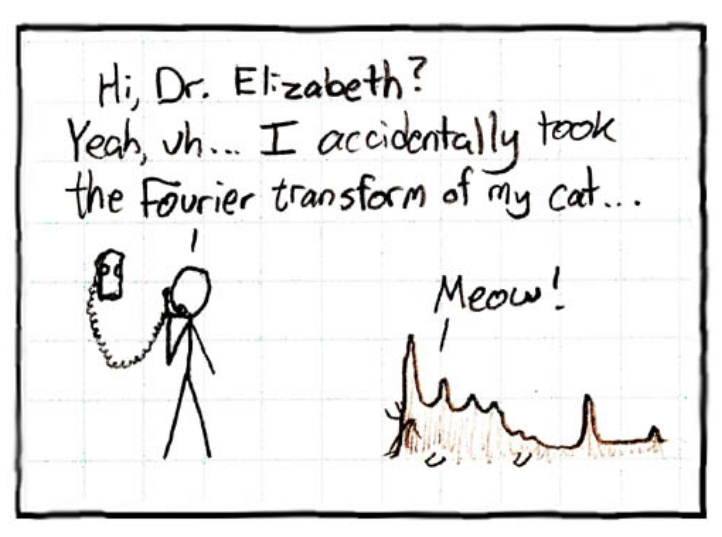 Hi, Dr. Elizabeth?
Yeah, uh... I accidentally took
the Fourier transform of my cat...
Meow!